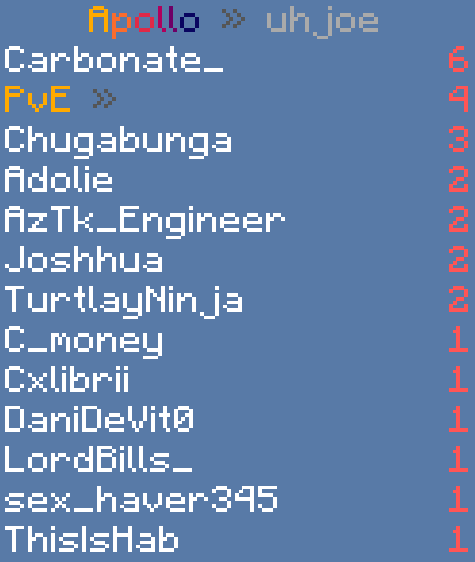 Apollo » uh_joe
Carbonate_ 6
PvE » 4
Chugabunga 3
Adolie 2
AzTk_Engineer 2
Joshhua 2
TurtlayNinja 2
C_money 1
Cxlibrii 1
DaniDeVit0 1
LordBills_ 1
sex_haver345 1
ThisIsHab 1